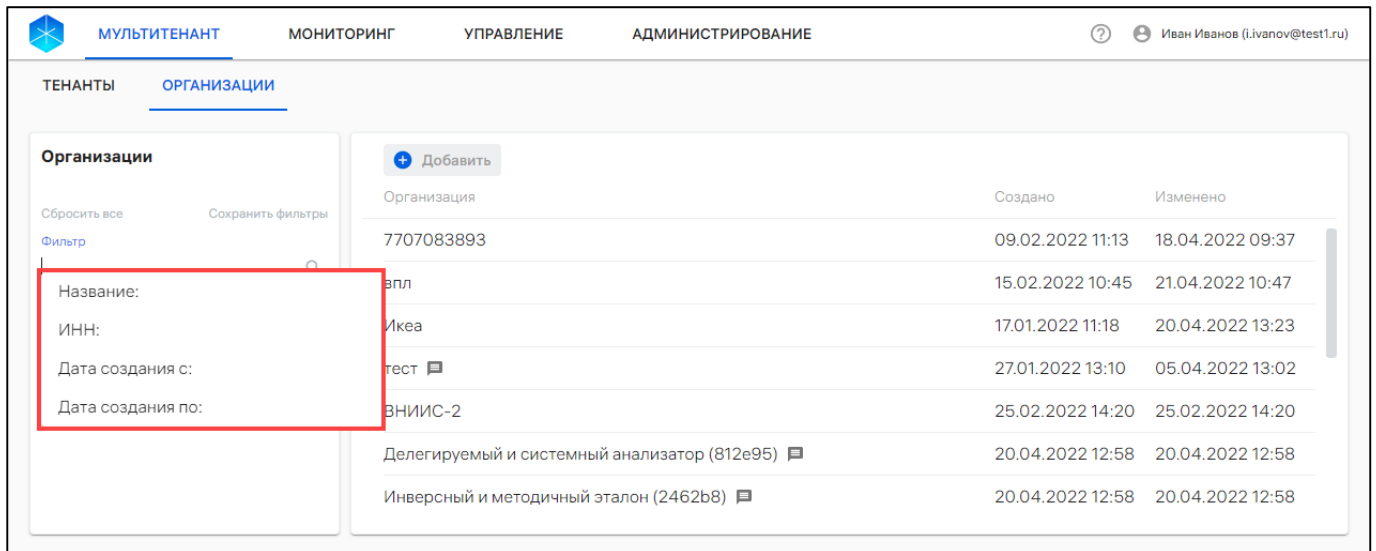 МУЛЬТИТЕНАНТ МОНИТОРИНГ УПРАВЛЕНИЕ АДМИНИСТРИРОВАНИЕ Иван Иванов (i.ivanov@test1.ru)
ТЕНАНТЫ ОРГАНИЗАЦИИ
Организации
Добавить
Организация Создано Изменено
Сбросить все Сохранить фильтры
Фильтр
7707083893 09.02.2022 11:13 18.04.2022 09:37
Название:
впл 15.02.2022 10:45 21.04.2022 10:47
ИНН:
Икеа 17.01.2022 11:18 20.04.2022 13:23
Дата создания с:
тест 27.01.2022 13:10 05.04.2022 13:02
Дата создания по:
ВНИИС-2 25.02.2022 14:20 25.02.2022 14:20
Делегируемый и системный анализатор (812e95) 20.04.2022 12:58 20.04.2022 12:58
Инверсный и методичный эталон (2462b8) 20.04.2022 12:58 20.04.2022 12:58